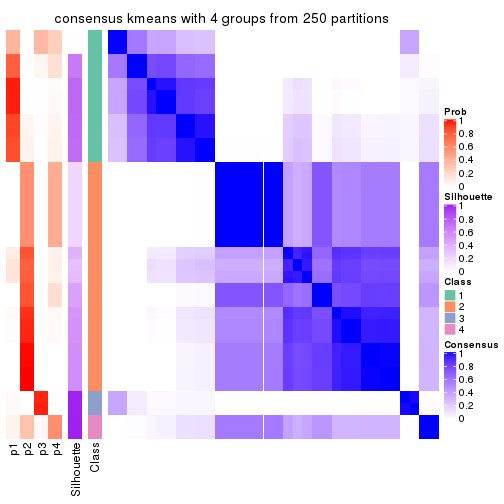 consensus kmeans with 4 groups from 250 partitions
Prob
1
0.8
0.6
0.4
0.2
0
Silhouette
1
0.8
0.6
0.4
0.2
0
Class
1
2
3
4
Consensus
1
0.8
0.6
0.4
0.2
0
p1
p2
p3
p4
Silhouette
Class